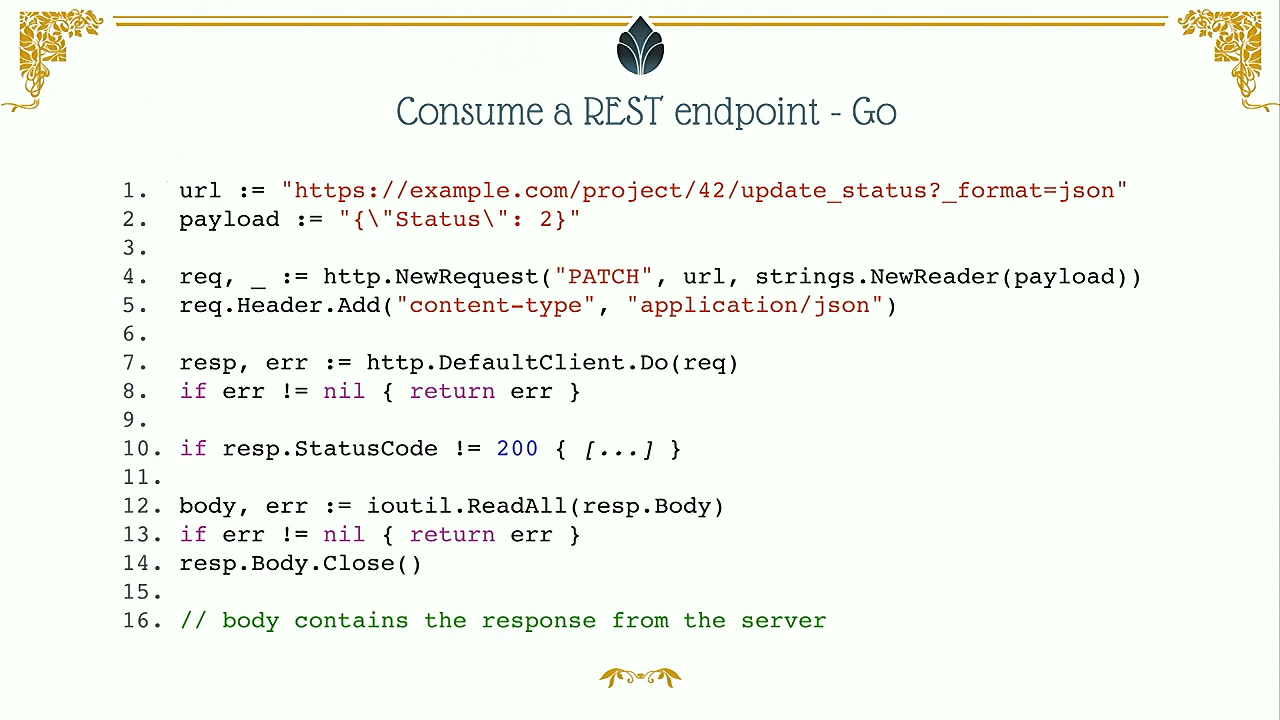 Consume a REST endpoint - Go
1. url := "https://example.com/project/42/update_status?_format=json"
2. payload := "{\"Status\": 2}"
3.
4. req, _ := http.NewRequest("PATCH", url, strings.NewReader(payload))
5. req.Header.Add("content-type", "application/json")
6.
7. resp, err := http.DefaultClient.Do(req)
8. if err != nil { return err }
9.
10. if resp.StatusCode != 200 { [...] }
11.
12. body, err := ioutil.ReadAll(resp.Body)
13. if err != nil { return err }
14. resp.Body.Close()
15.
16. // body contains the response from the server